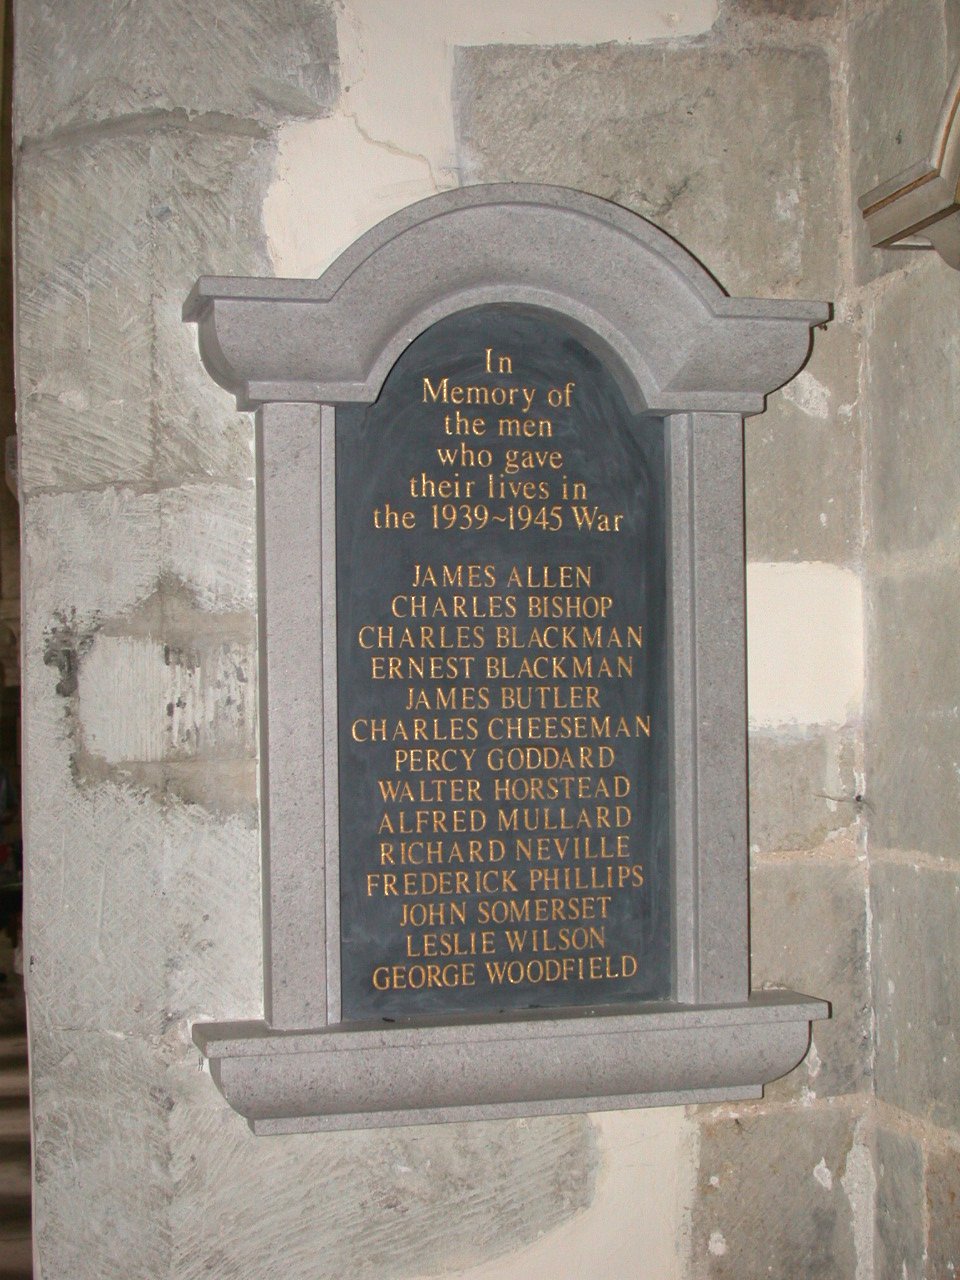 In
Memory of
the men
who gave
their lives in
the 1939~1945 War
JAMES ALLEN
CHARLES BISHOP
CHARLES BLACKMAN
ERNEST BLACKMAN
JAMES BUTLER
CHARLES CHEESEMAN
PERCY GODDARD
WALTER HORSTEAD
ALFRED MULLARD
RICHARD NEVILLE
FREDERICK PHILLIPS
JOHN SOMERSET
LESLIE WILSON
GEORGE WOODFIELD